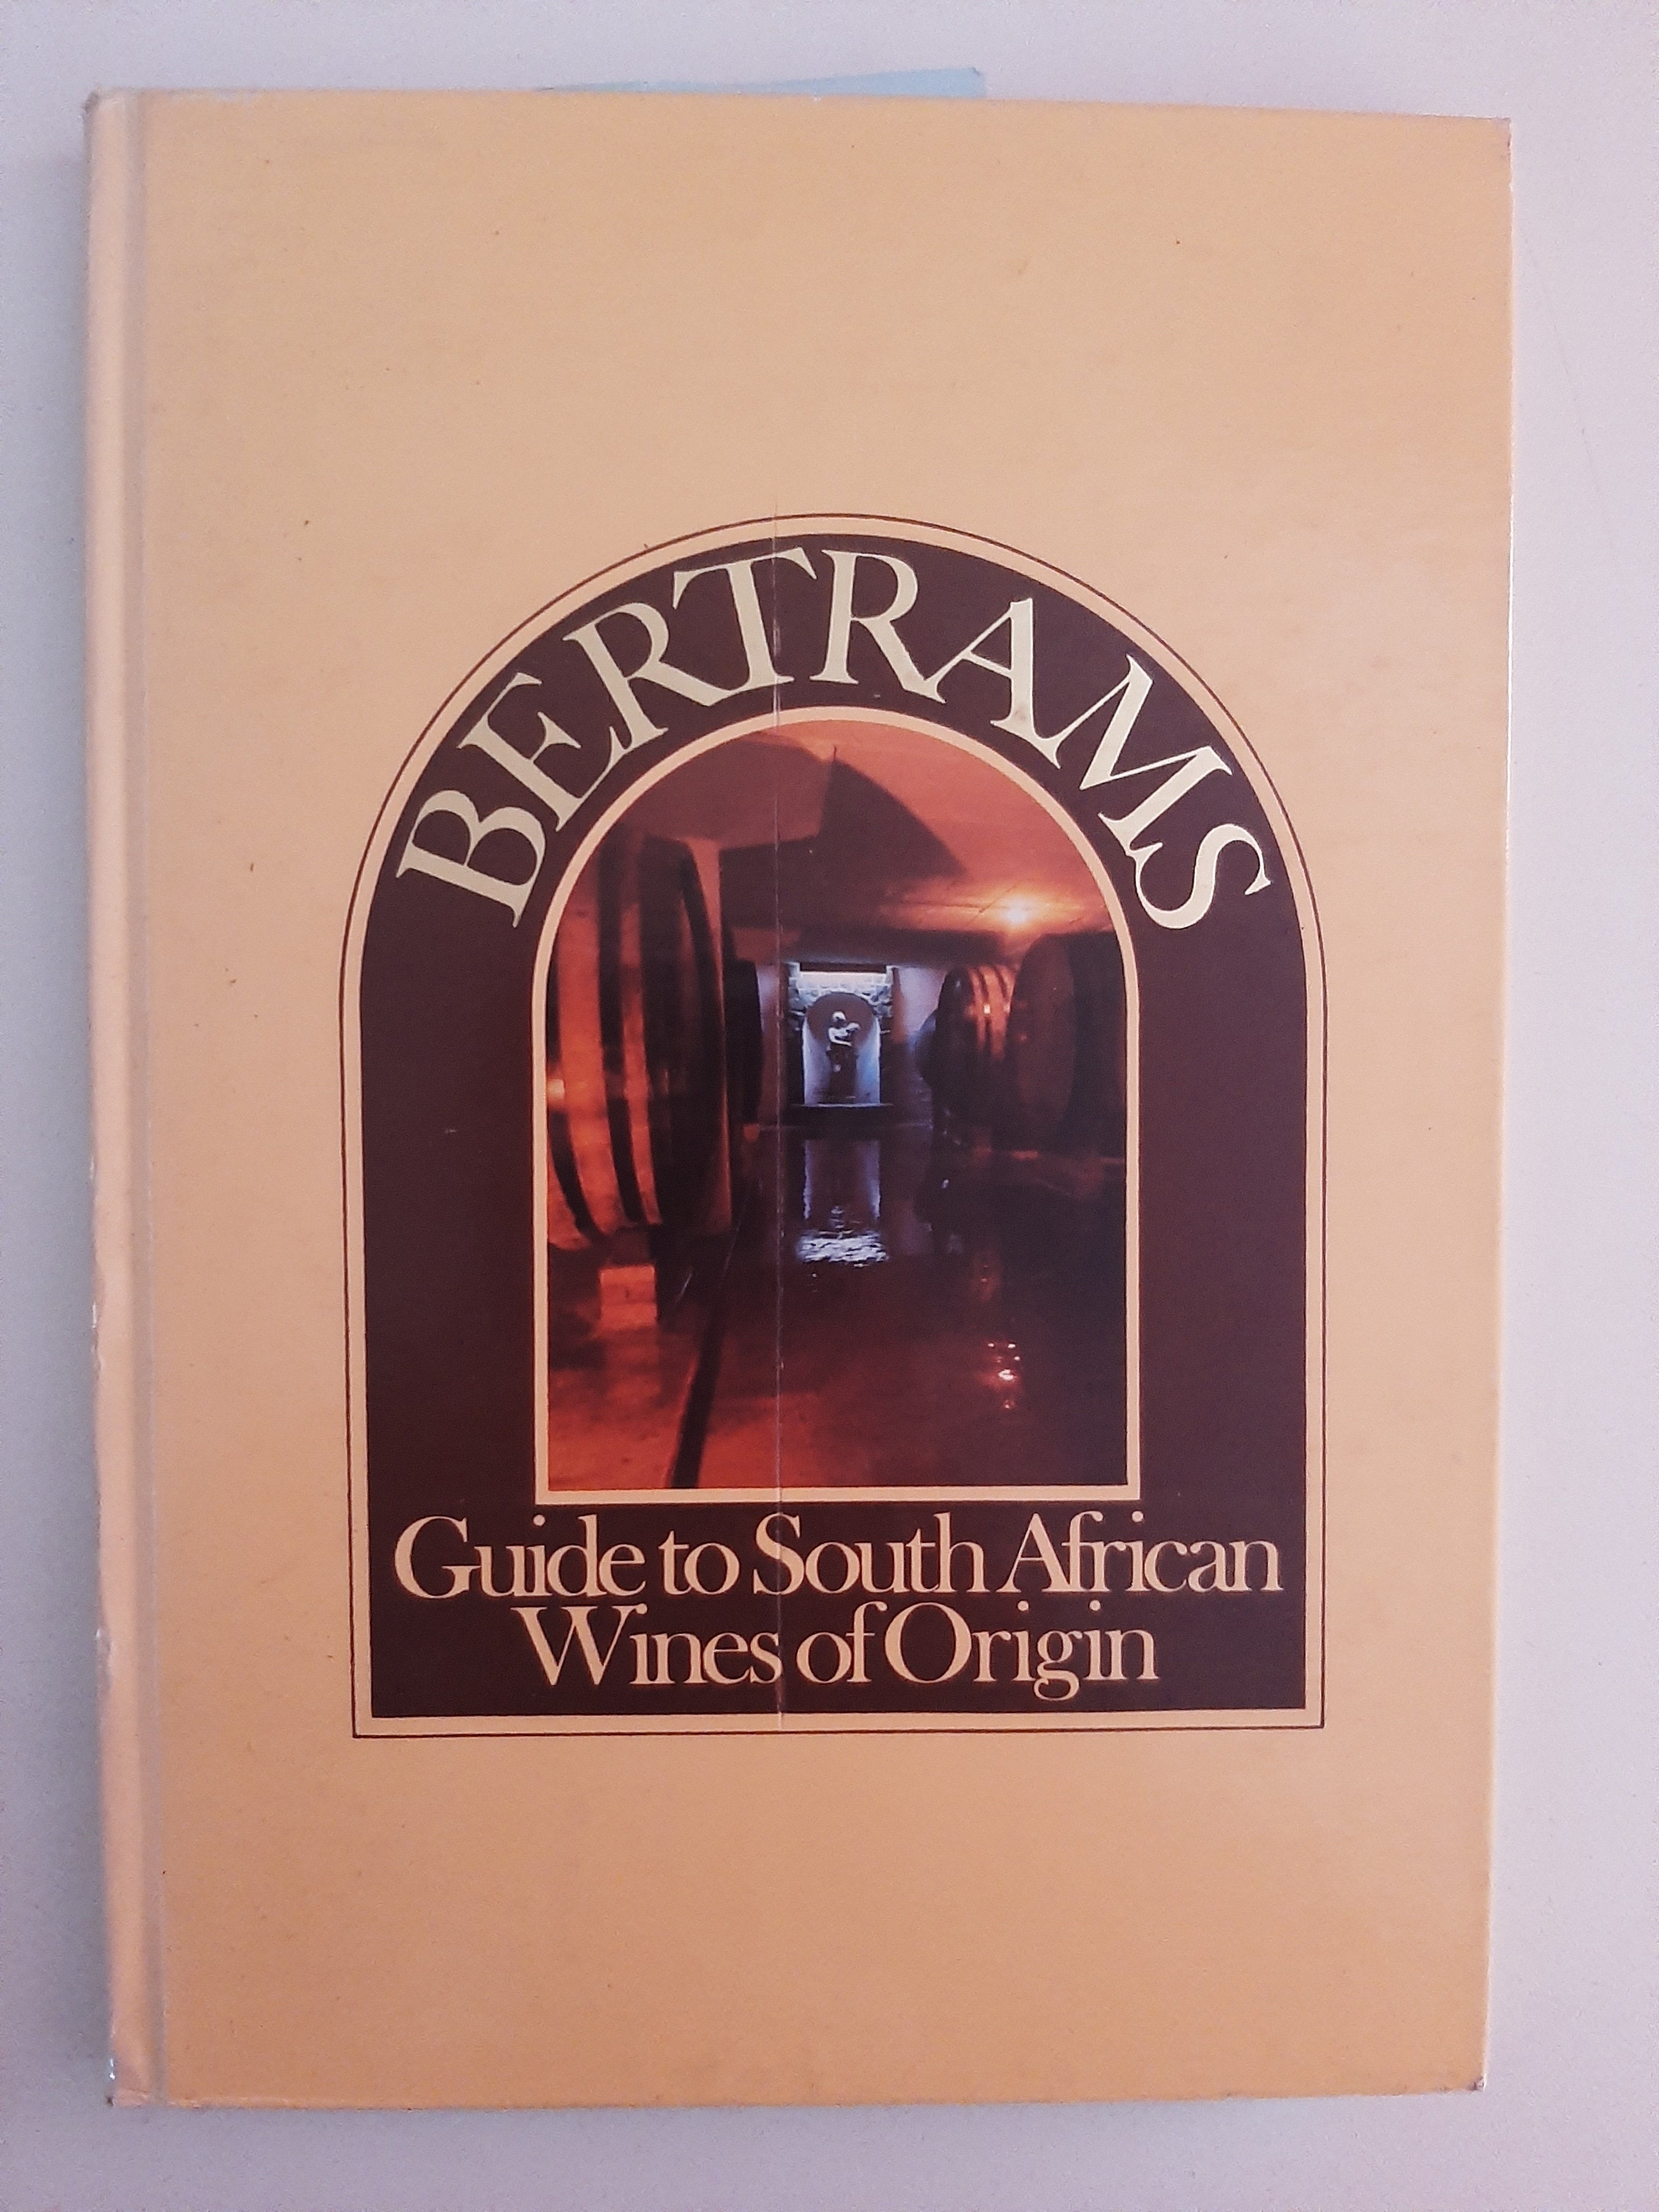 BERTRAMS
Guide to South African
Wines of Origin